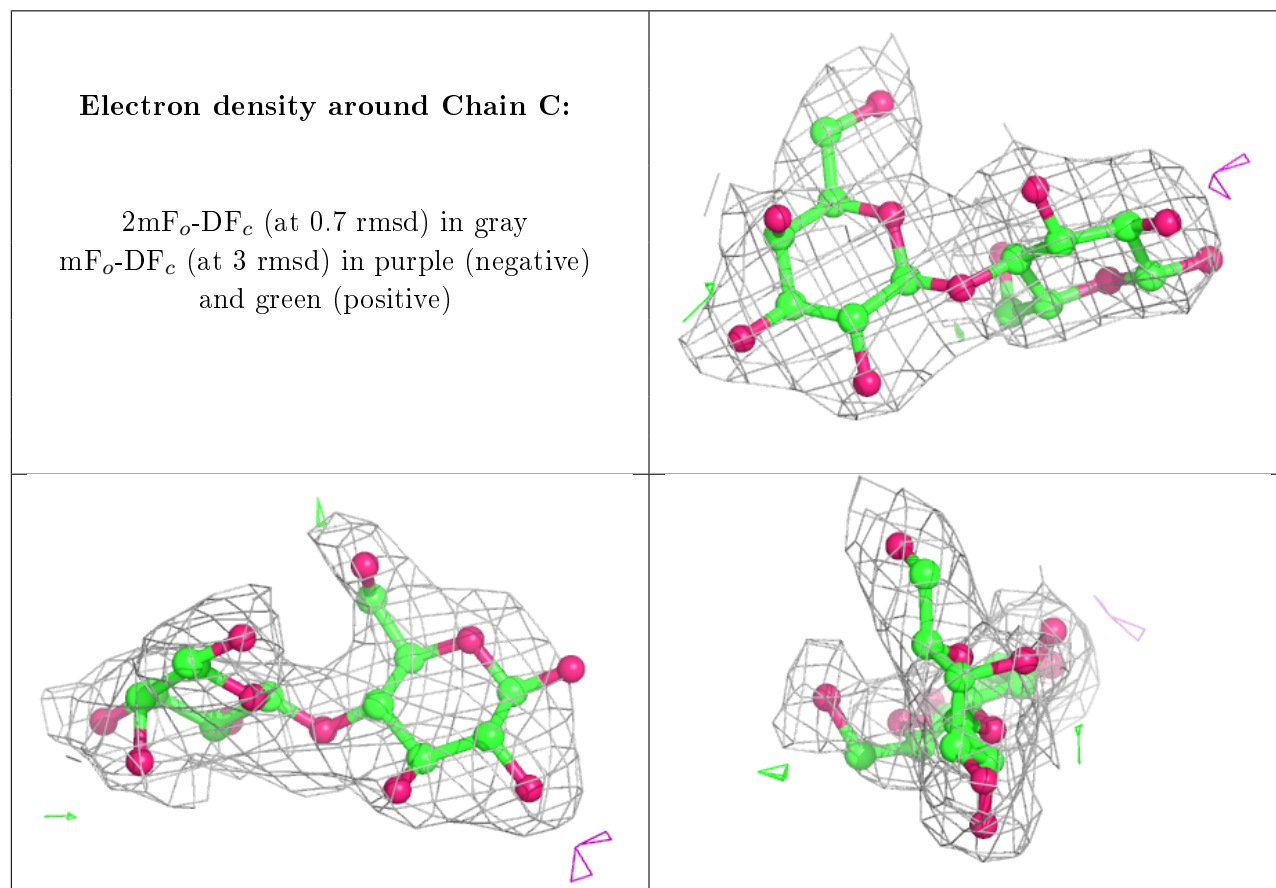 Electron density around Chain C:
2mFo-DFc (at 0.7 rmsd) in gray
mFo-DFc (at 3 rmsd) in purple (negative)
and green (positive)